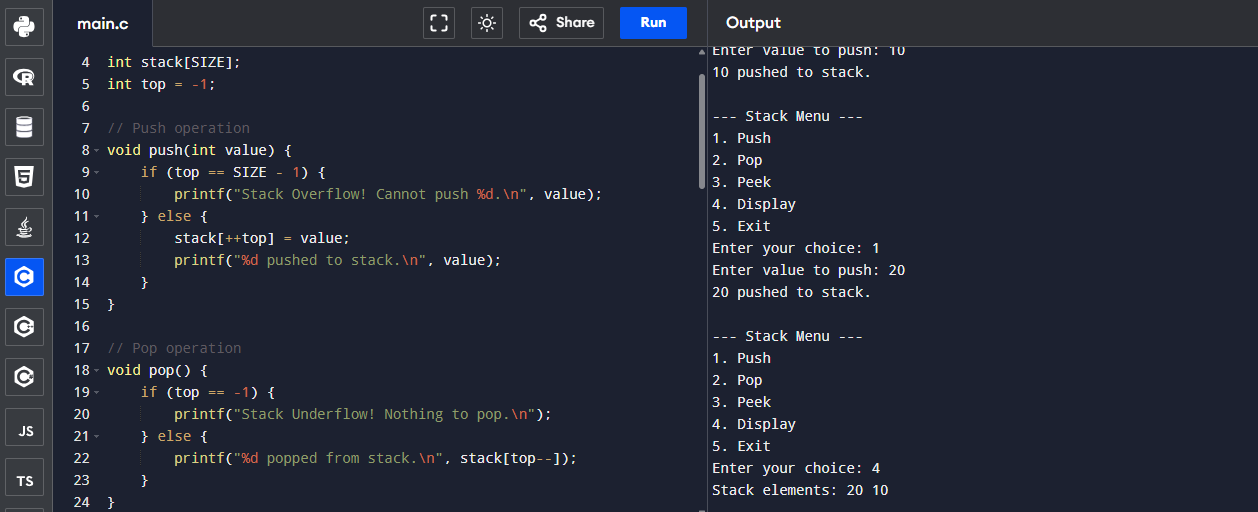 main.c
Share
Run
Output
4 int stack[SIZE];
5 int top = -1;
6
7 // Push operation
8 void push(int value) {
9     if (top == SIZE - 1) {
10         printf("Stack Overflow! Cannot push %d.\n", value);
11     } else {
12         stack[++top] = value;
13         printf("%d pushed to stack.\n", value);
14     }
15 }
16
17 // Pop operation
18 void pop() {
19     if (top == -1) {
20         printf("Stack Underflow! Nothing to pop.\n");
21     } else {
22         printf("%d popped from stack.\n", stack[top--]);
23     }
24 }
Enter value to push: 10
10 pushed to stack.
--- Stack Menu ---
1. Push
2. Pop
3. Peek
4. Display
5. Exit
Enter your choice: 1
Enter value to push: 20
20 pushed to stack.
--- Stack Menu ---
1. Push
2. Pop
3. Peek
4. Display
5. Exit
Enter your choice: 4
Stack elements: 20 10
R
5
C
C
C
JS
TS